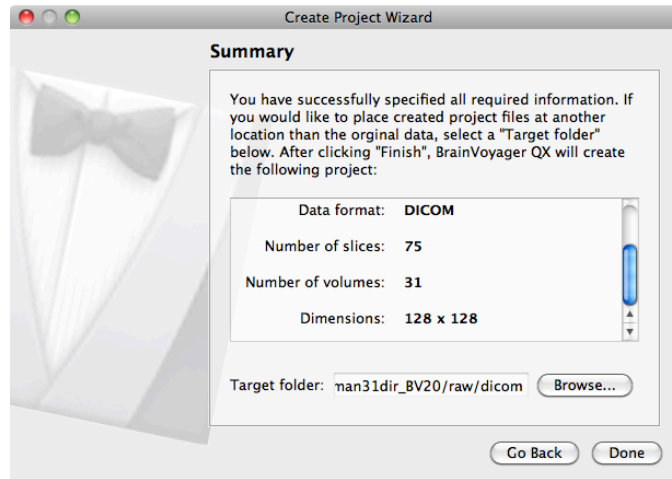 Create Project Wizard
Summary
You have successfully specified all required information. If
you would like to place created project files at another
location than the orginal data, select a "Target folder"
below. After clicking "Finish", BrainVoyager QX will create
the following project:
Data format: DICOM
Number of slices: 75
Number of volumes: 31
Dimensions: 128 x 128
Target folder: man31dir_BV20/raw/dicom Browse...
Go Back Done